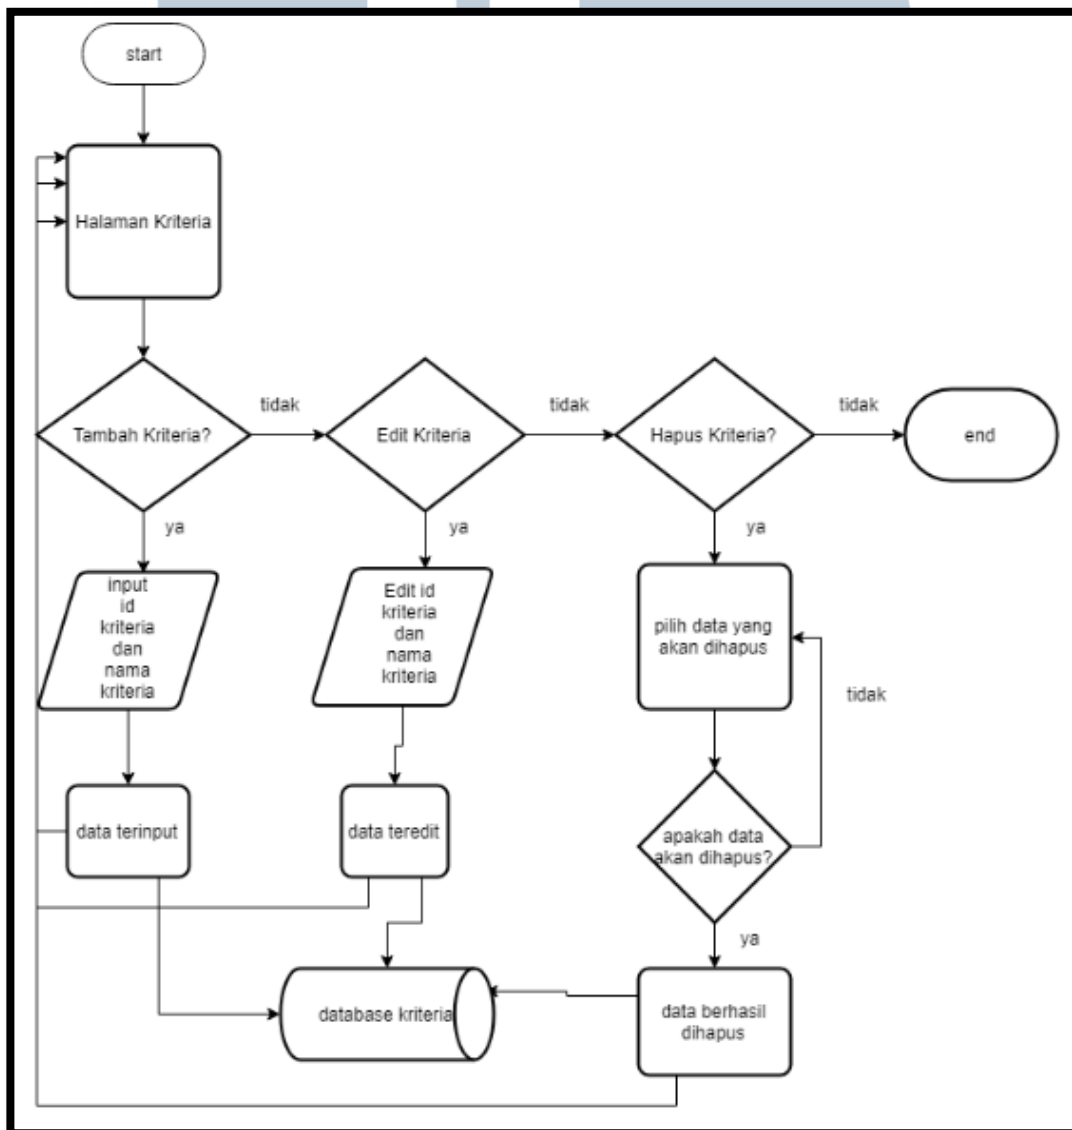 start
Halaman Kriteria
Tambah Kriteria?
tidak
Edit Kriteria
tidak
Hapus Kriteria?
tidak
end
ya
ya
ya
input
id
kriteria
dan
nama
kriteria
Edit id
kriteria
dan
nama
kriteria
pilih data yang
akan dihapus
tidak
data terinput
data teredit
apakah data
akan dihapus?
ya
database kriteria
data berhasil
dihapus